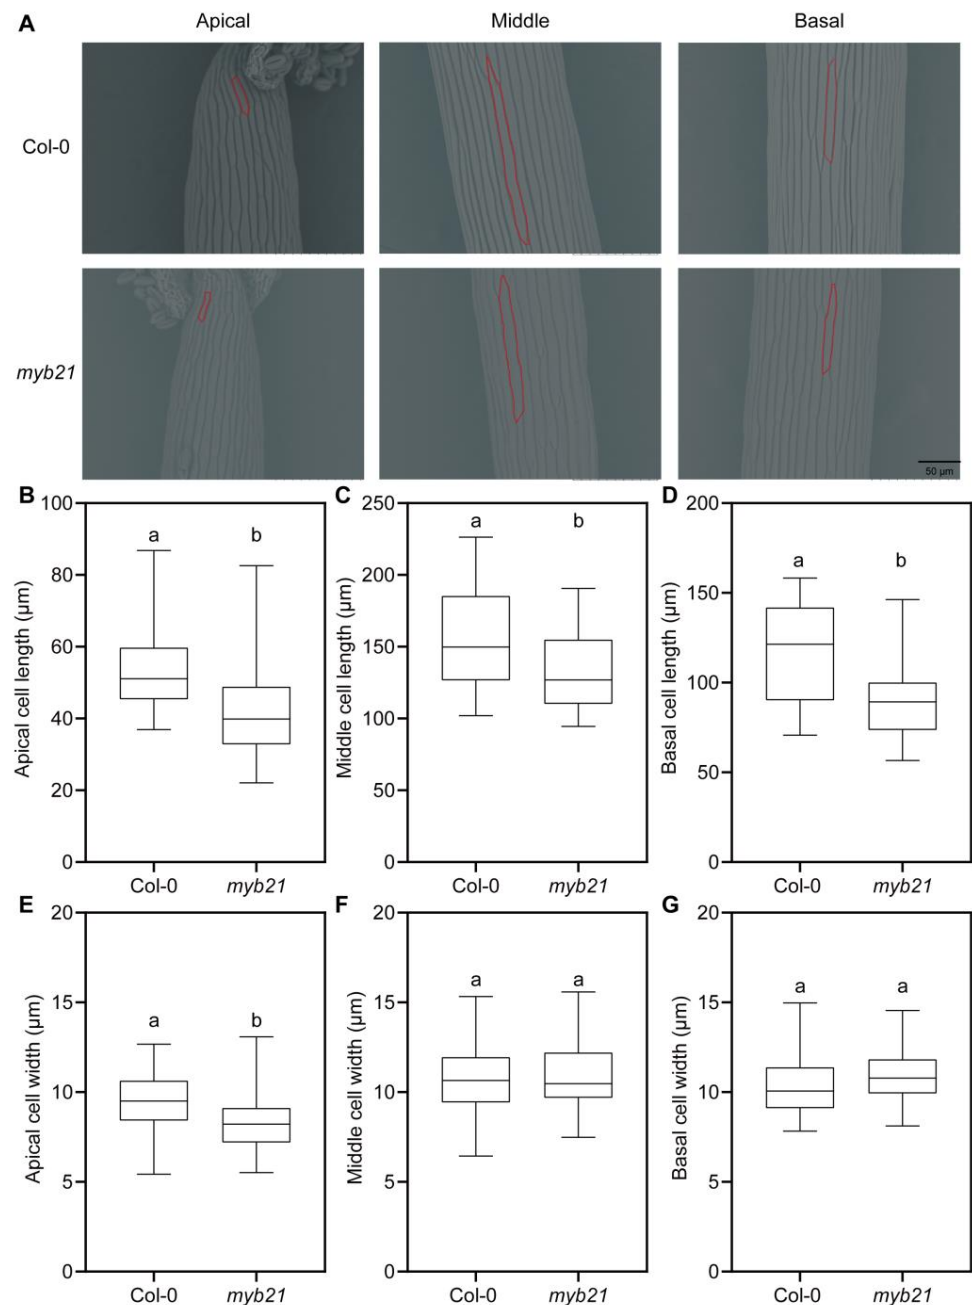 A
Apical
Middle
Basal
Col-0
myb21
50 µm
B
100
80
60
40
20
0
Apical cell length (µm)
a
b
Col-0
myb21
C
250
200
150
100
50
0
Middle cell length (µm)
a
b
Col-0
myb21
D
200
150
100
50
0
Basal cell length (µm)
a
b
Col-0
myb21
E
20
15
10
5
0
Apical cell width (µm)
a
b
Col-0
myb21
F
20
15
10
5
0
Middle cell width (µm)
a
a
Col-0
myb21
G
20
15
10
5
0
Basal cell width (µm)
a
a
Col-0
myb21